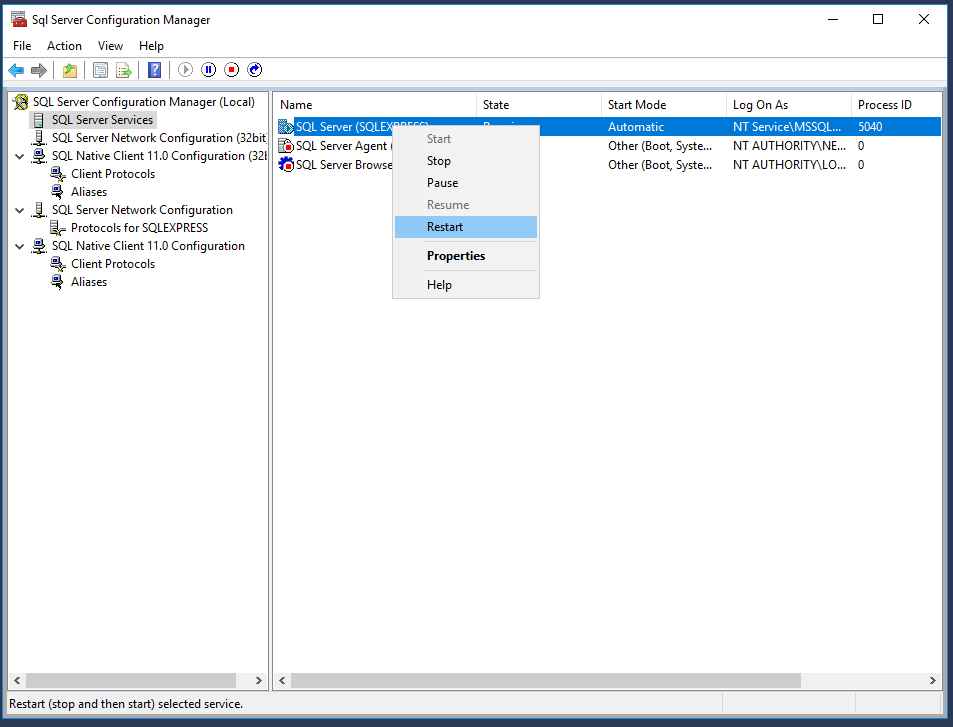 Sql Server Configuration Manager
File Action View Help
SQL Server Configuration Manager (Local)
SQL Server Services
SQL Server Network Configuration (32bit
SQL Native Client 11.0 Configuration (32b
Client Protocols
Aliases
SQL Server Network Configuration
Protocols for SQLEXPRESS
SQL Native Client 11.0 Configuration
Client Protocols
Aliases
Name State Start Mode Log On As Process ID
SQL Server (SQLEXPRESS) Automatic NT Service\MSSQL... 5040
SQL Server Agent ( Other (Boot, Syste... NT AUTHORITY\NE... 0
SQL Server Browse Other (Boot, Syste... NT AUTHORITY\LO... 0
Start
Stop
Pause
Resume
Restart
Properties
Help
Restart (stop and then start) selected service.